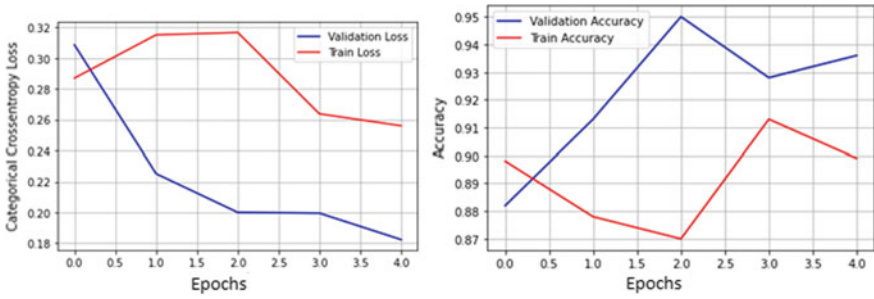 0.32
0.30
0.28
0.26
0.24
0.22
0.20
0.18
Categorical Crossentropy Loss
Validation Loss
Train Loss
0.0 0.5 1.0 1.5 2.0 2.5 3.0 3.5 4.0
Epochs
0.95
0.94
0.93
0.92
0.91
0.90
0.89
0.88
0.87
Accuracy
Validation Accuracy
Train Accuracy
0.0 0.5 1.0 1.5 2.0 2.5 3.0 3.5 4.0
Epochs